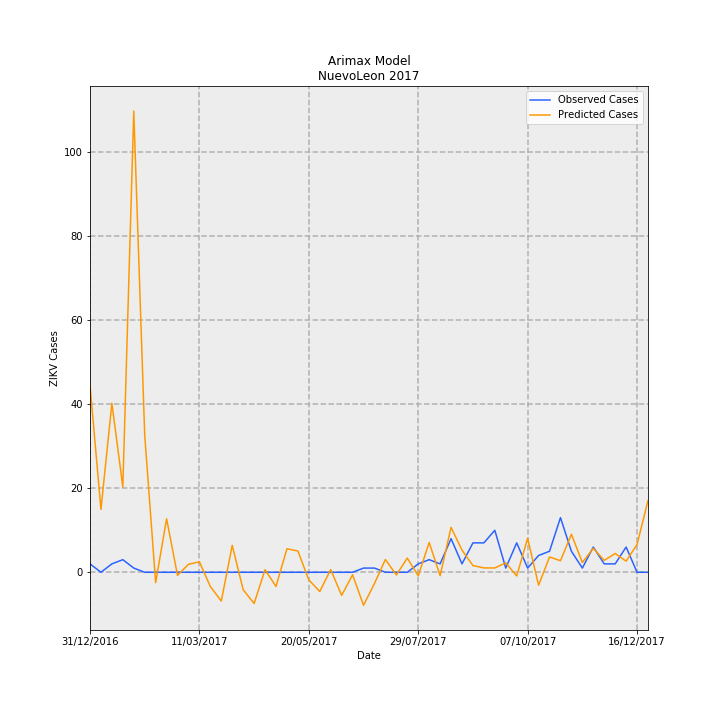 Arimax Model
NuevoLeon 2017
Observed Cases
Predicted Cases
100
80
60
40
20
0
ZIKV Cases
31/12/2016
11/03/2017
20/05/2017
29/07/2017
07/10/2017
16/12/2017
Date